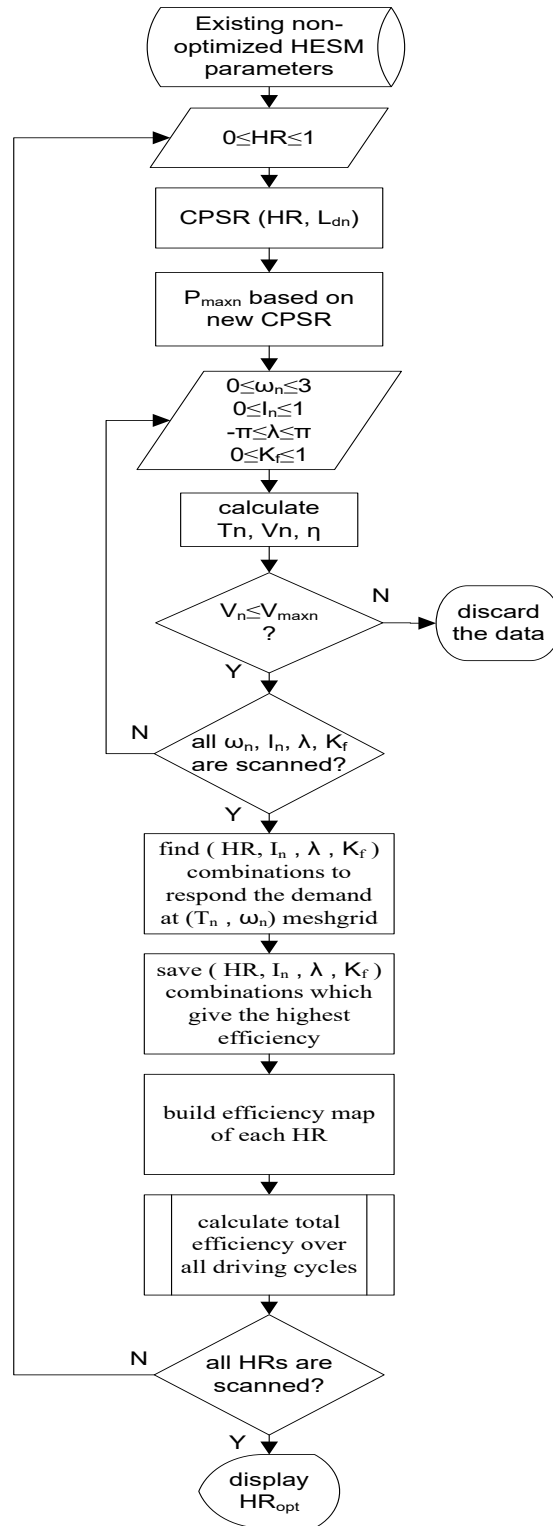 Existing non-
optimized HESM
parameters
0≤HR≤1
CPSR (HR, Ldn)
Pmaxn based on
new CPSR
0≤ωn≤3
0≤In≤1
-π≤λ≤π
0≤Kf≤1
calculate
Tn, Vn, η
Vn≤Vmaxn
?
N
discard
the data
Y
N
all ωn, In, λ, Kf
are scanned?
Y
find ( HR, In , λ , Kf )
combinations to
respond the demand
at (Tn , ωn) meshgrid
save ( HR, In , λ , Kf )
combinations which
give the highest
efficiency
build efficiency map
of each HR
calculate total
efficiency over
all driving cycles
N
all HRs are
scanned?
Y
display
HRopt